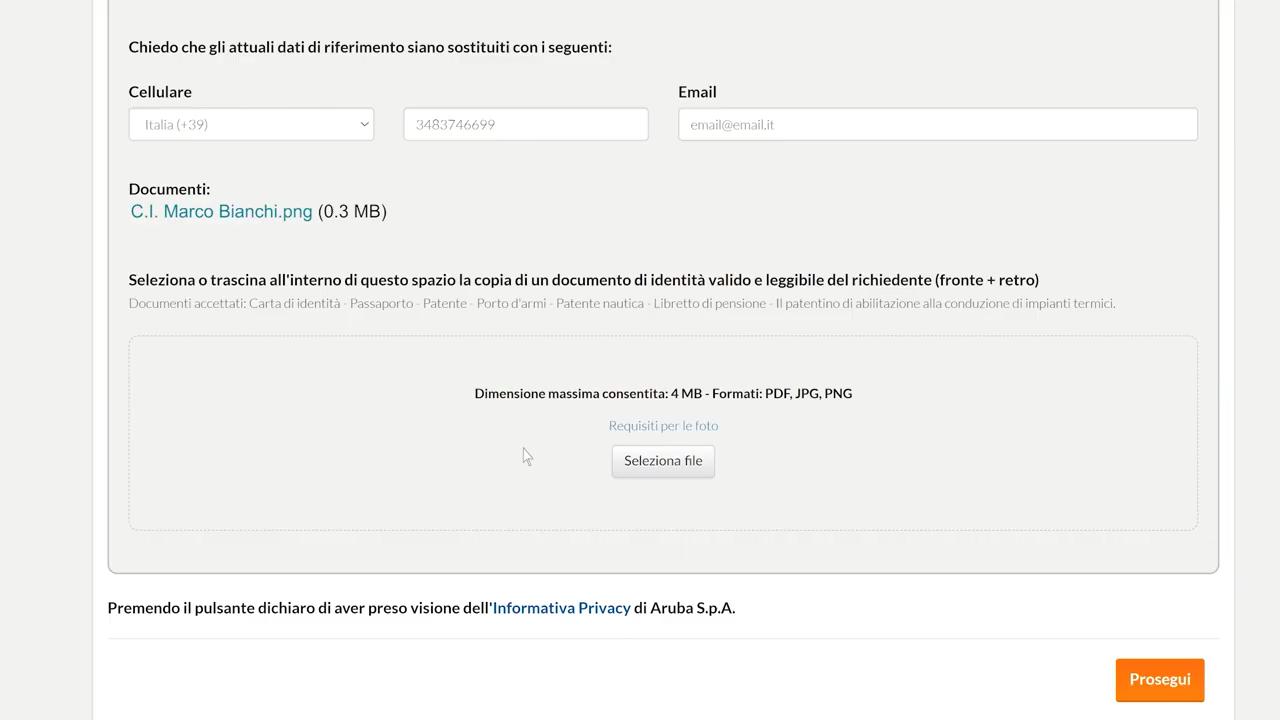 Chiedo che gli attuali dati di riferimento siano sostituiti con i seguenti:
Cellulare
Email
Italia (+39)
3483746699
email@email.it
Documenti:
C.I. Marco Bianchi.png (0.3 MB)
Seleziona o trascina all'interno di questo spazio la copia di un documento di identità valido e leggibile del richiedente (fronte + retro)
Documenti accettati: Carta di identità - Passaporto - Patente - Porto d'armi - Patente nautica - Libretto di pensione - Il patentino di abilitazione alla conduzione di impianti termici.
Dimensione massima consentita: 4 MB - Formati: PDF, JPG, PNG
Requisiti per le foto
Seleziona file
Premendo il pulsante dichiaro di aver preso visione dell'Informativa Privacy di Aruba S.p.A.
Prosegui